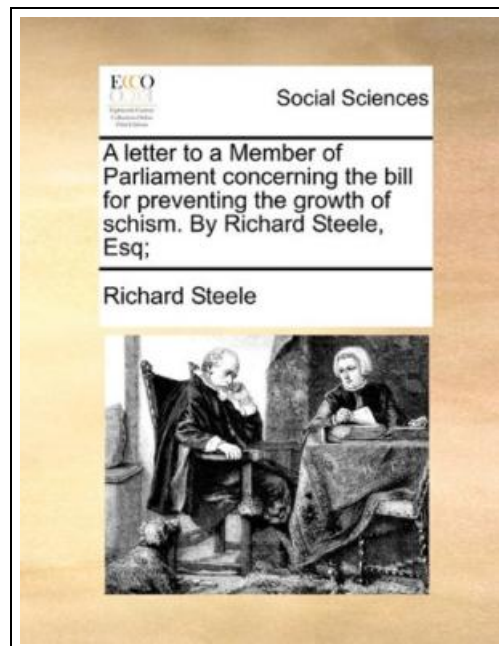 ECCO
Social Sciences
A letter to a Member of
Parliament concerning the bill
for preventing the growth of
schism. By Richard Steele,
Esq;
Richard Steele